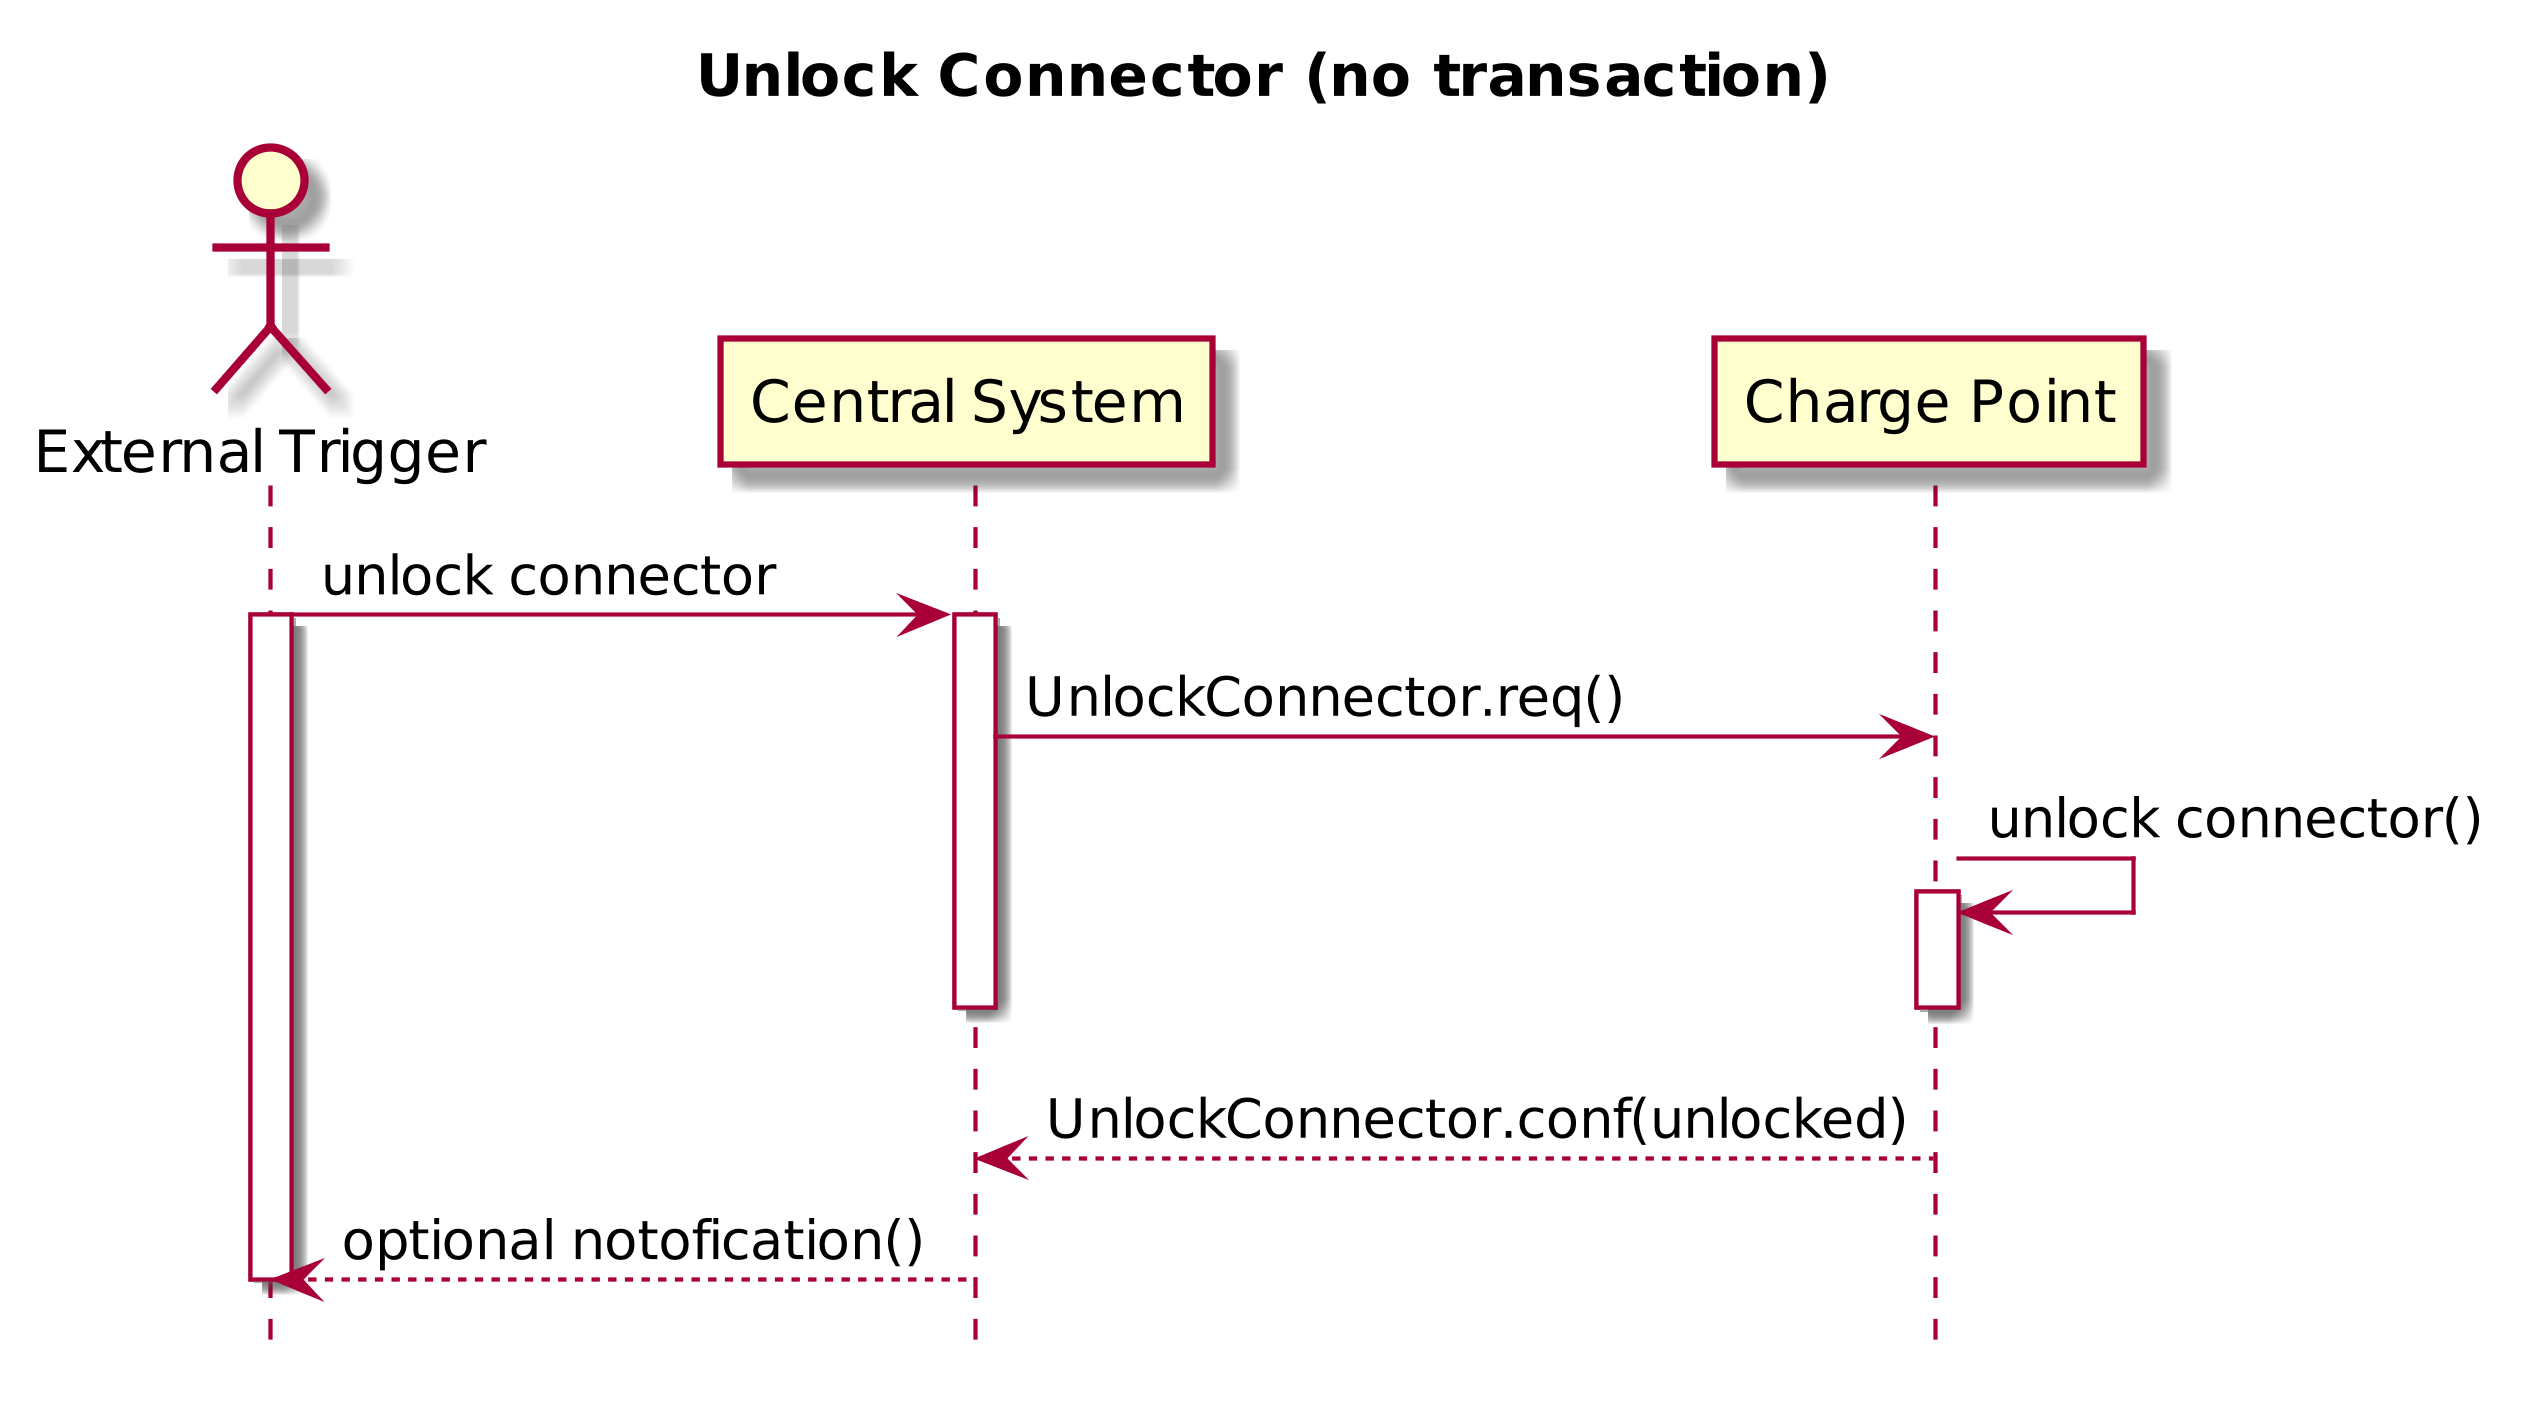 Unlock Connector (no transaction)
External Trigger
Central System
Charge Point
unlock connector
UnlockConnector.req()
unlock connector()
UnlockConnector.conf(unlocked)
optional notofication()